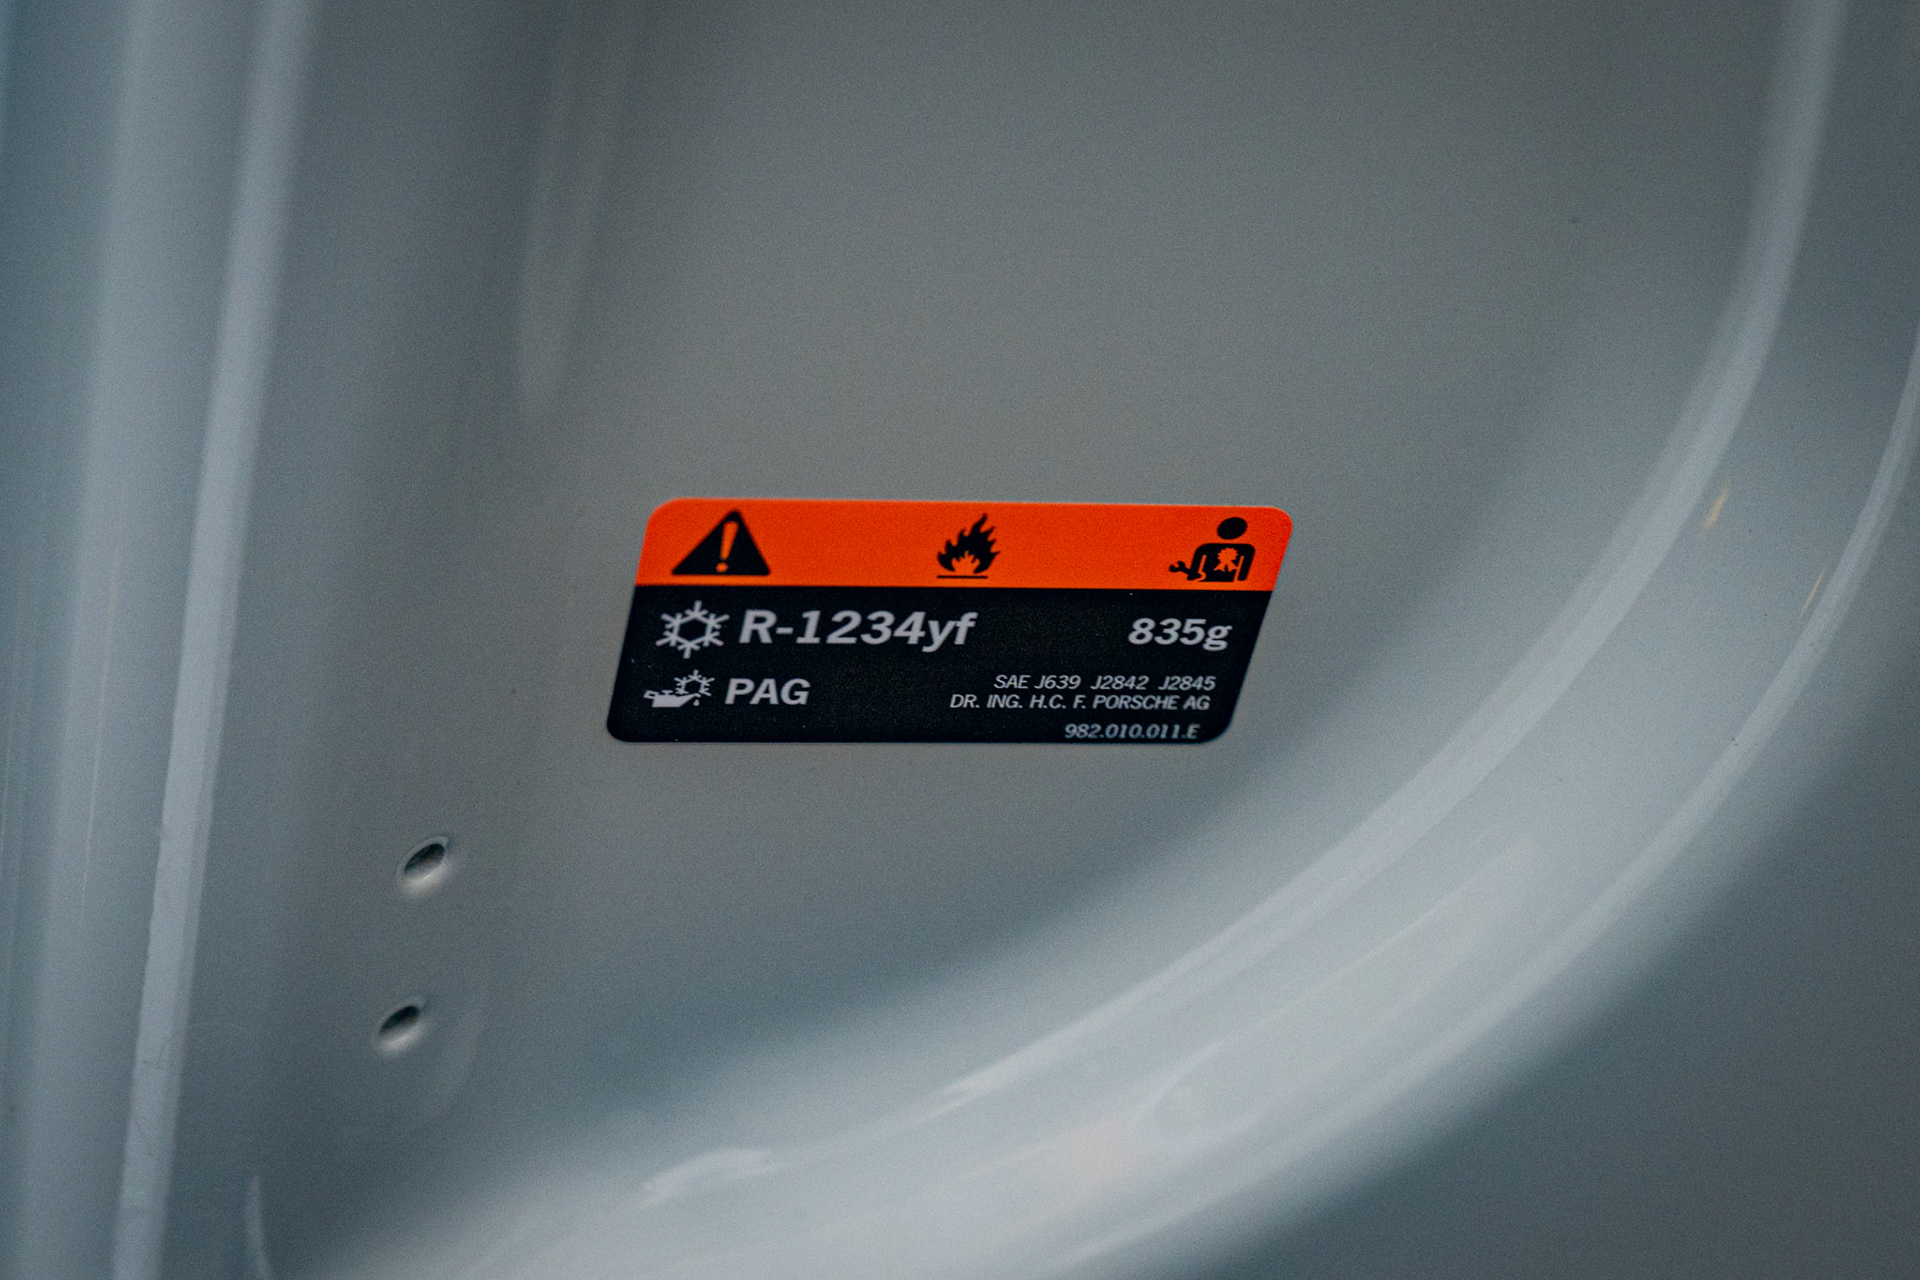 R-1234yf 835g
PAG
SAE J639 J2842 J2845
DR. ING. H.C. F. PORSCHE AG
982.010.011.E